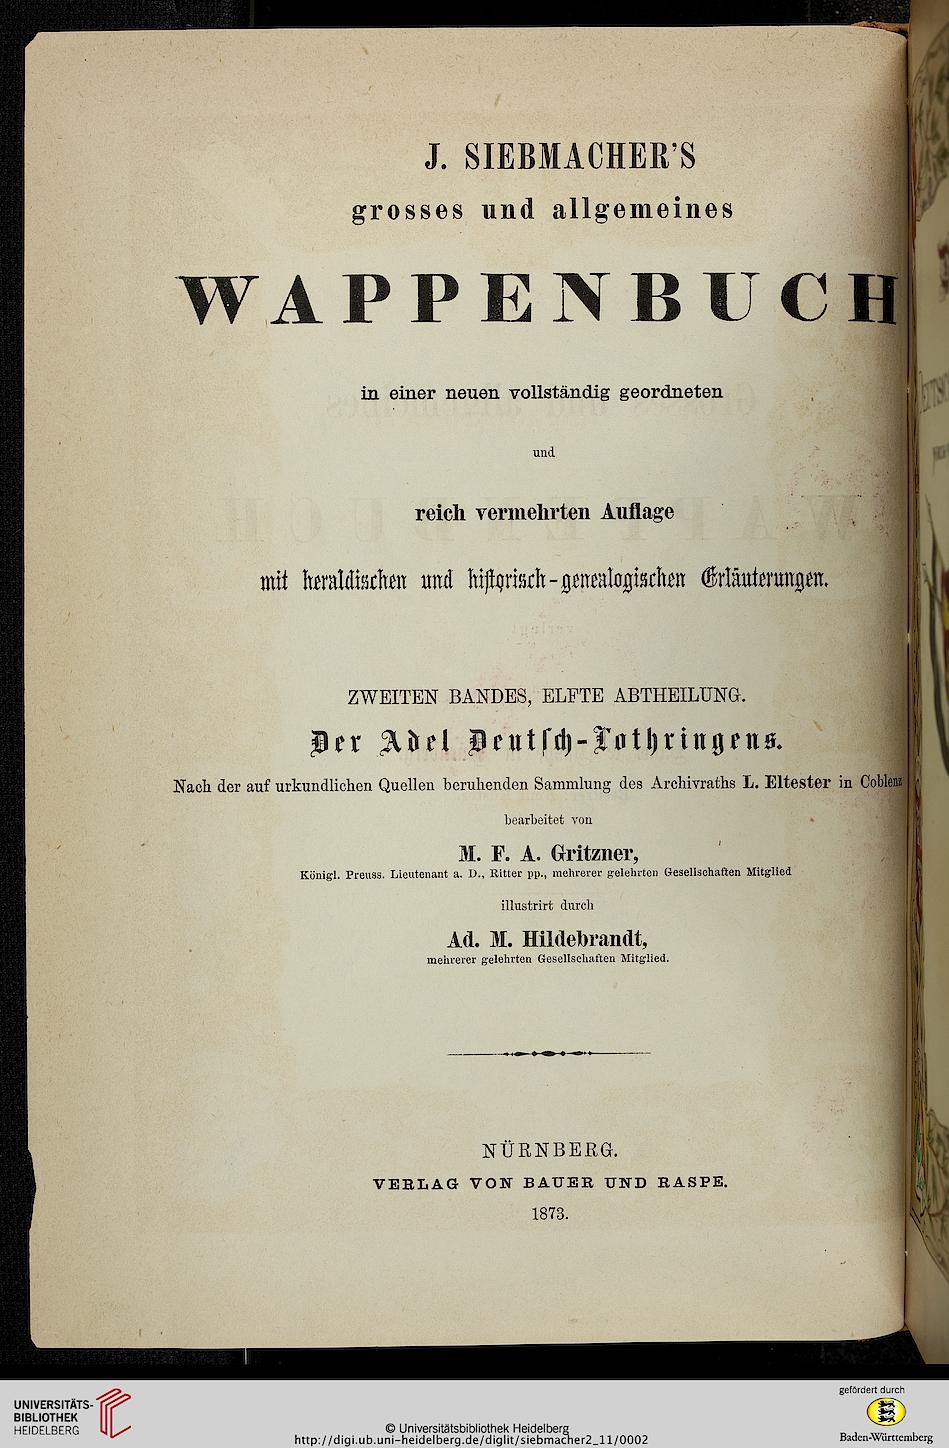 J. SIEBMACHER'S
grosses und allgemeines
WAPPENBUCH
in einer neuen vollständig geordneten
und
reich vermehrten Auflage
mit heraldischen und historisch-genealogischen Erläuterungen.
ZWEITEN BANDES, ELFTE ABTHEILUNG.
Der Adel Deutsch-Lothringens.
Nach der auf urkundlichen Quellen beruhenden Sammlung des Archivraths L. Eltester in Coblenz
bearbeitet von
M. F. A. Gritzner,
Königl. Preuss. Lieutenant a. D., Ritter pp., mehrerer gelehrten Gesellschaften Mitglied
illustrirt durch
Ad. M. Hildebrandt,
mehrerer gelehrten Gesellschaften Mitglied.
NÜRNBERG.
VERLAG VON BAUER UND RASPE.
1873.
UNIVERSITÄTS-
BIBLIOTHEK
HEIDELBERG
© Universitätsbibliothek Heidelberg
http://digi.ub.uni-heidelberg.de/diglit/siebmacher2_11/0002
gefördert durch
Baden-Württemberg